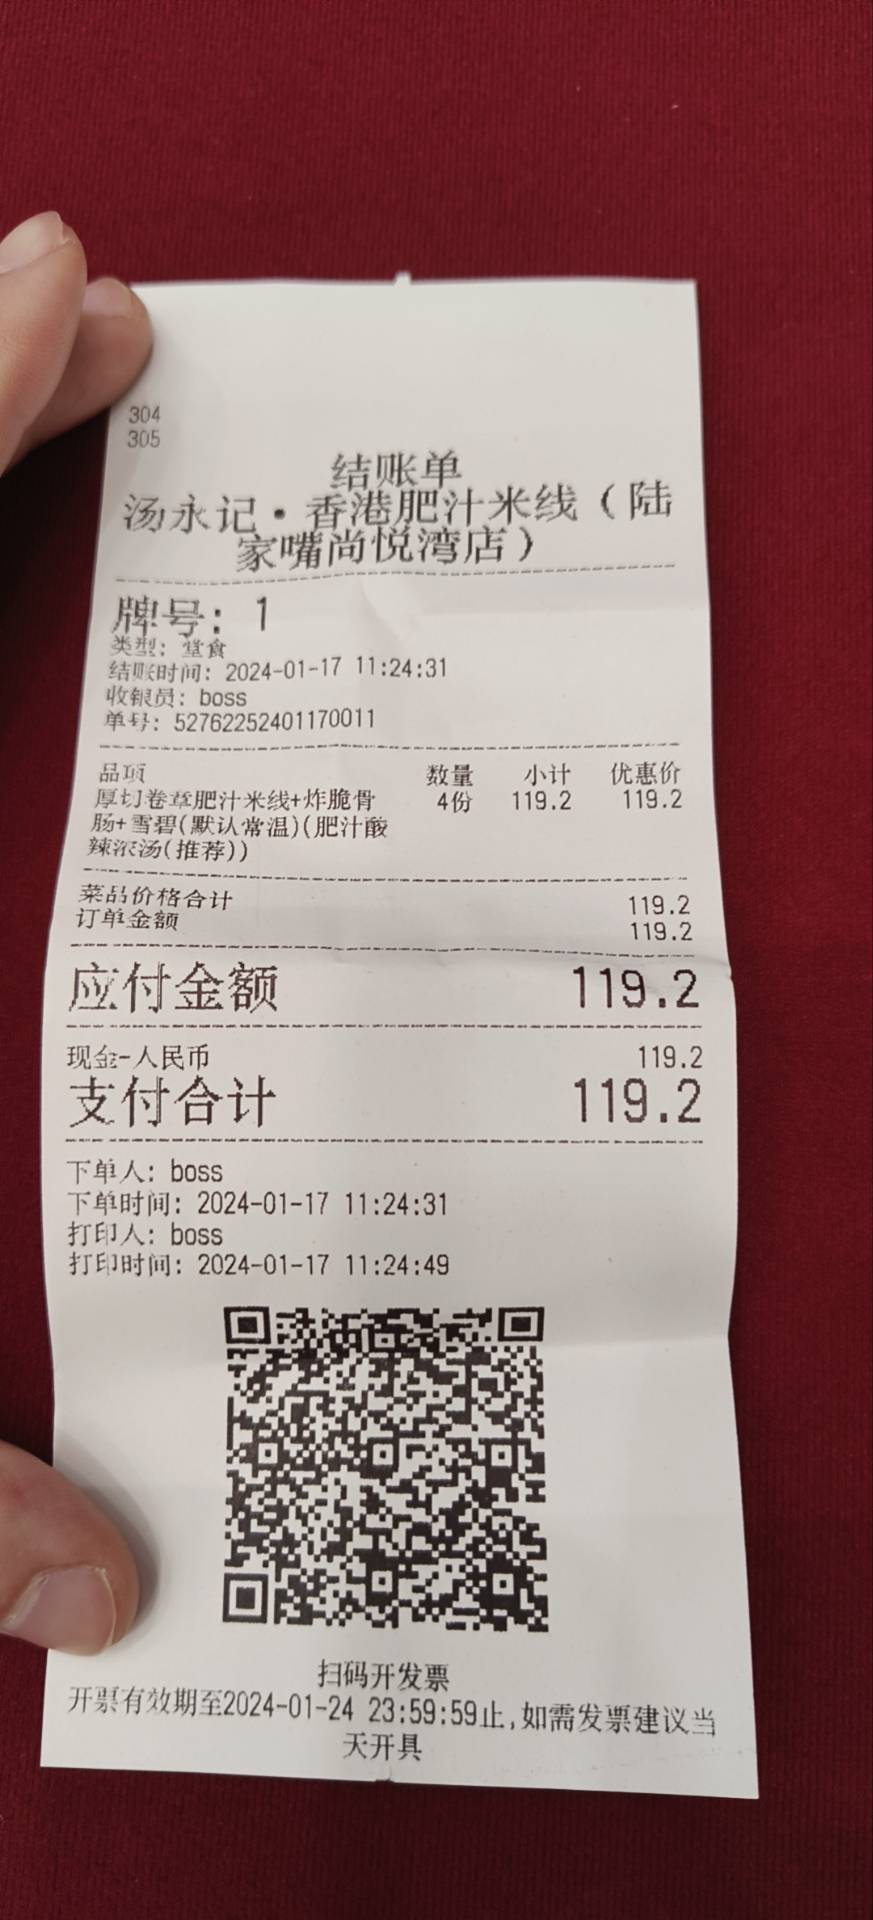 304
305
结账单
汤永记·香港肥汁米线（陆
家嘴尚悦湾店）
牌号：1
类型：堂食
结账时间：2024-01-17 11:24:31
收银员：boss
单号：52762252401170011
品项 数量 小计 优惠价
厚切卷章肥汁米线+炸脆骨 4份 119.2 119.2
肠+雪碧(默认常温)(肥汁酸
辣浓汤(推荐))
菜品价格合计 119.2
订单金额 119.2
应付金额 119.2
现金-人民币 119.2
支付合计 119.2
下单人：boss
下单时间：2024-01-17 11:24:31
打印人：boss
打印时间：2024-01-17 11:24:49
扫码开发票
开票有效期至2024-01-24 23:59:59止,如需发票建议当
天开具